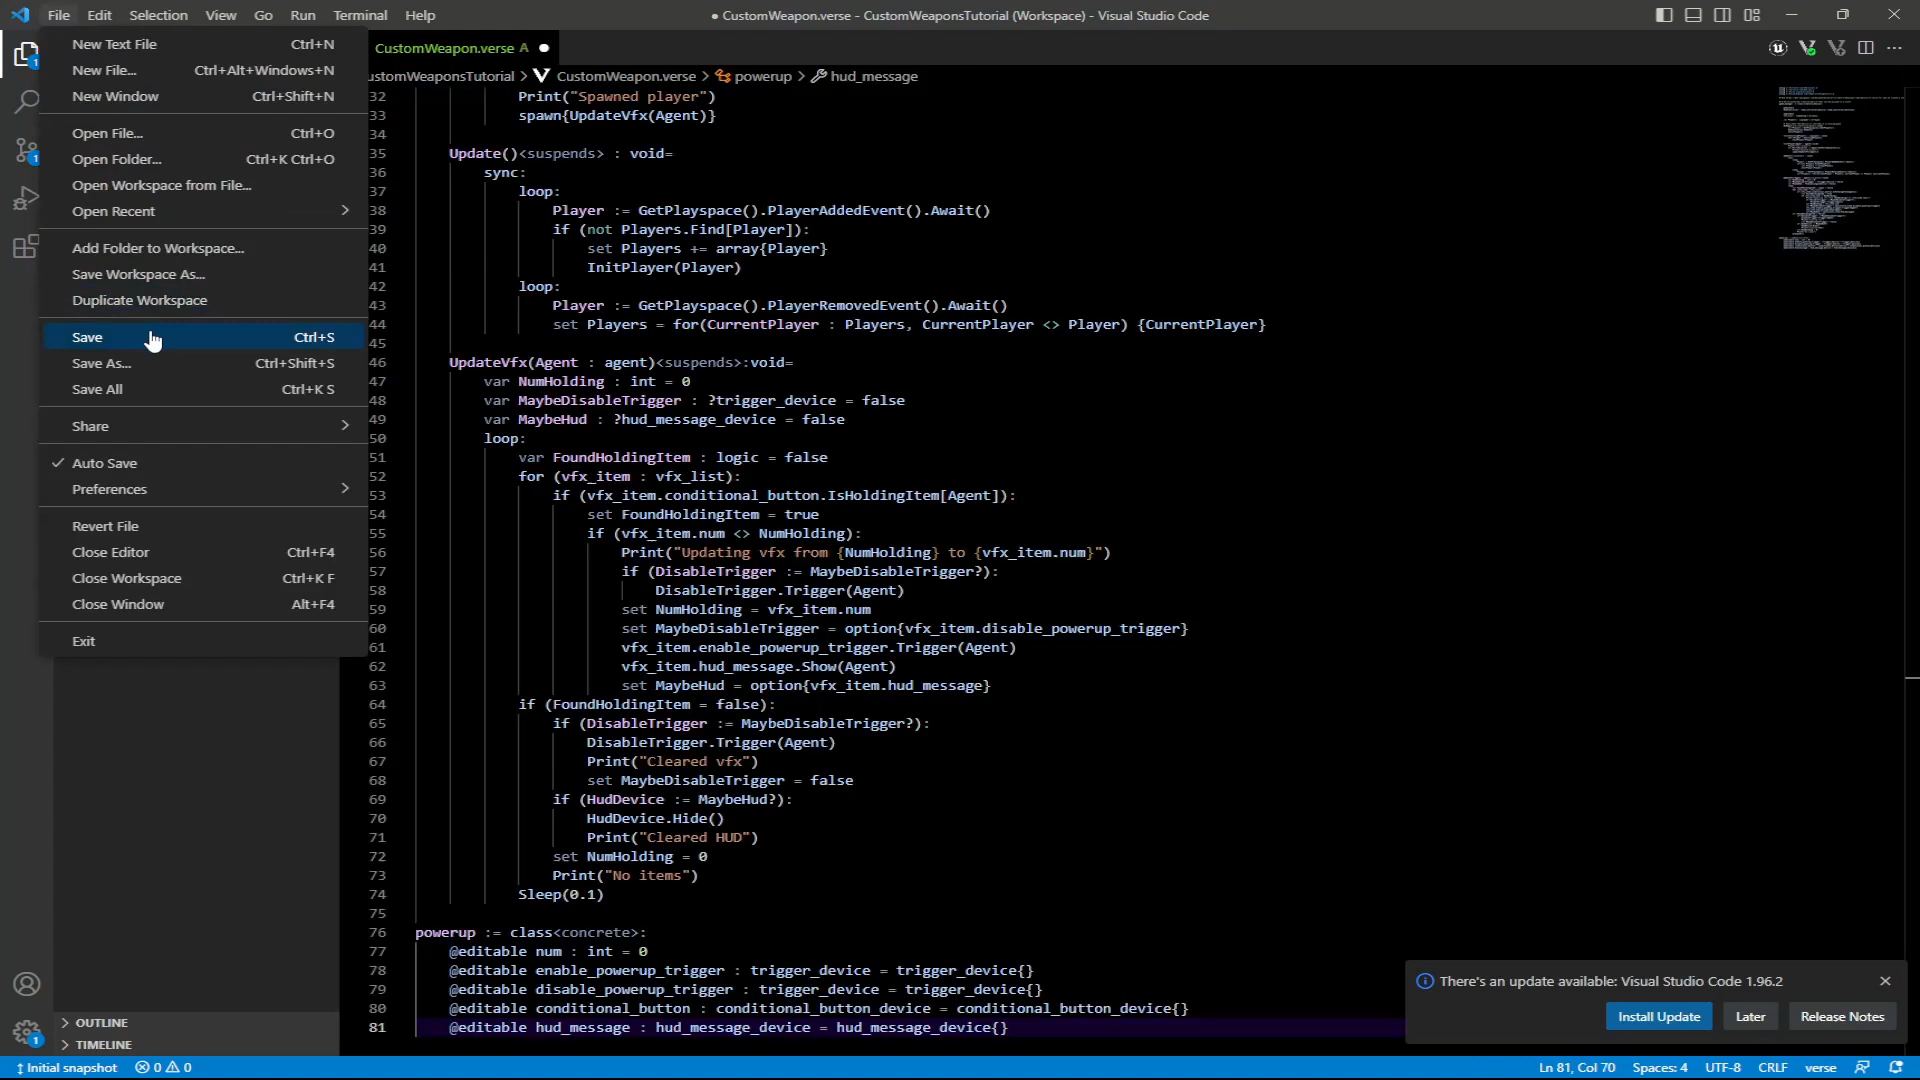 File Edit Selection View Go Run Terminal Help
● CustomWeapon.verse - CustomWeaponsTutorial (Workspace) - Visual Studio Code
New Text File Ctrl+N
New File... Ctrl+Alt+Windows+N
New Window Ctrl+Shift+N
Open File... Ctrl+O
Open Folder... Ctrl+K Ctrl+O
Open Workspace from File...
Open Recent
Add Folder to Workspace...
Save Workspace As...
Duplicate Workspace
Save Ctrl+S
Save As... Ctrl+Shift+S
Save All Ctrl+K S
Share
Auto Save
Preferences
Revert File
Close Editor Ctrl+F4
Close Workspace Ctrl+K F
Close Window Alt+F4
Exit
1
1
1
OUTLINE
TIMELINE
CustomWeapon.verse A ●
ustomWeaponsTutorial > CustomWeapon.verse > powerup > hud_message
32 Print("Spawned player")
33 spawn{UpdateVfx(Agent)}
34
35 Update()<suspends> : void=
36 sync:
37 loop:
38 Player := GetPlayspace().PlayerAddedEvent().Await()
39 if (not Players.Find[Player]):
40 set Players += array{Player}
41 InitPlayer(Player)
42 loop:
43 Player := GetPlayspace().PlayerRemovedEvent().Await()
44 set Players = for(CurrentPlayer : Players, CurrentPlayer <> Player) {CurrentPlayer}
45
46 UpdateVfx(Agent : agent)<suspends>:void=
47 var NumHolding : int = 0
48 var MaybeDisableTrigger : ?trigger_device = false
49 var MaybeHud : ?hud_message_device = false
50 loop:
51 var FoundHoldingItem : logic = false
52 for (vfx_item : vfx_list):
53 if (vfx_item.conditional_button.IsHoldingItem[Agent]):
54 set FoundHoldingItem = true
55 if (vfx_item.num <> NumHolding):
56 Print("Updating vfx from {NumHolding} to {vfx_item.num}")
57 if (DisableTrigger := MaybeDisableTrigger?):
58 DisableTrigger.Trigger(Agent)
59 set NumHolding = vfx_item.num
60 set MaybeDisableTrigger = option{vfx_item.disable_powerup_trigger}
61 vfx_item.enable_powerup_trigger.Trigger(Agent)
62 vfx_item.hud_message.Show(Agent)
63 set MaybeHud = option{vfx_item.hud_message}
64 if (FoundHoldingItem = false):
65 if (DisableTrigger := MaybeDisableTrigger?):
66 DisableTrigger.Trigger(Agent)
67 Print("Cleared vfx")
68 set MaybeDisableTrigger = false
69 if (HudDevice := MaybeHud?):
70 HudDevice.Hide()
71 Print("Cleared HUD")
72 set NumHolding = 0
73 Print("No items")
74 Sleep(0.1)
75
76 powerup := class<concrete>:
77 @editable num : int = 0
78 @editable enable_powerup_trigger : trigger_device = trigger_device{}
79 @editable disable_powerup_trigger : trigger_device = trigger_device{}
80 @editable conditional_button : conditional_button_device = conditional_button_device{}
81 @editable hud_message : hud_message_device = hud_message_device{}
There's an update available: Visual Studio Code 1.96.2
Install Update Later Release Notes
Initial snapshot 0 0 Ln 81, Col 70 Spaces: 4 UTF-8 CRLF verse